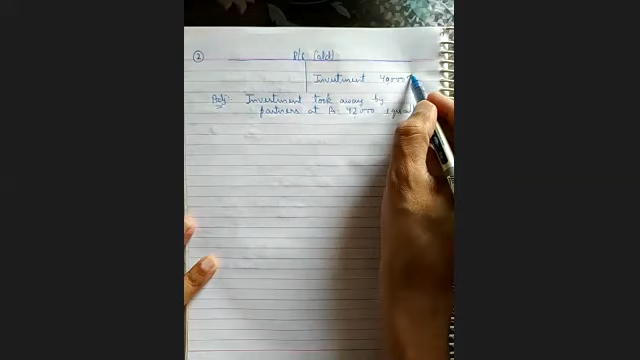 ② B/S (old)
Investment 40000
Adj: Investment took away by
partners at Rs 42000 equal